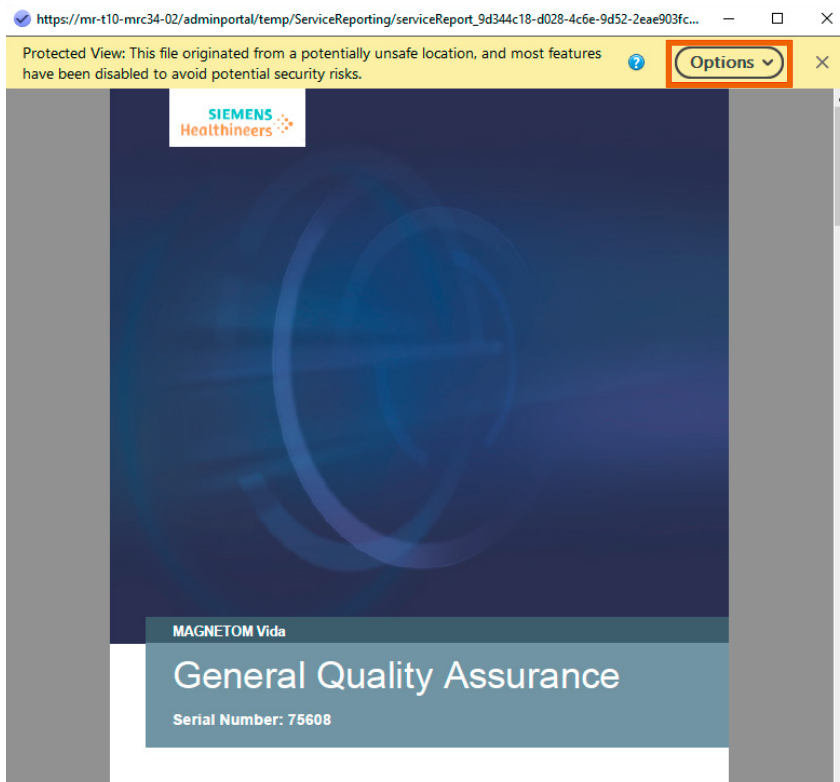 https://mr-t10-mrc34-02/adminportal/temp/ServiceReporting/serviceReport_9d344c18-d028-4c6e-9d52-2eae903fc...
Protected View: This file originated from a potentially unsafe location, and most features
have been disabled to avoid potential security risks.
Options
SIEMENS
Healthineers
MAGNETOM Vida
General Quality Assurance
Serial Number: 75608